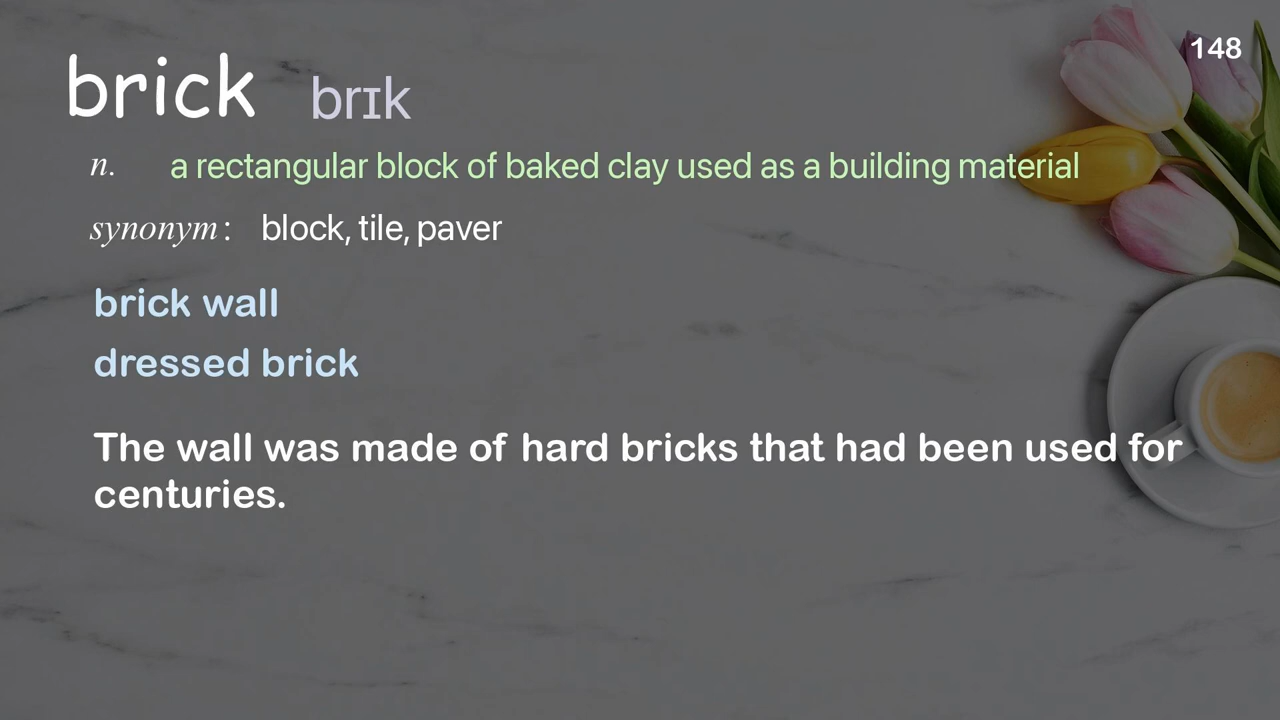 148
brick brɪk
n. a rectangular block of baked clay used as a building material
synonym: block, tile, paver
brick wall
dressed brick
The wall was made of hard bricks that had been used for
centuries.